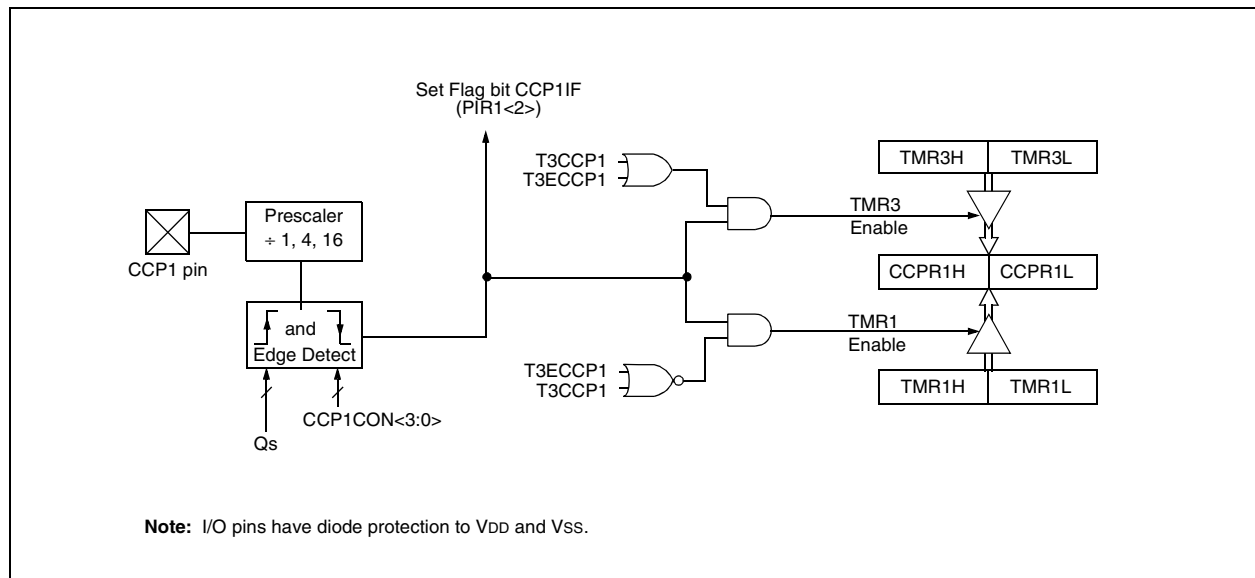 Set Flag bit CCP1IF
(PIR1<2>)
T3CCP1
T3ECCP1
TMR3H TMR3L
Prescaler
÷ 1, 4, 16
TMR3
Enable
CCP1 pin
CCPR1H CCPR1L
and
Edge Detect
TMR1
Enable
T3ECCP1
T3CCP1
TMR1H TMR1L
CCP1CON<3:0>
Qs
Note: I/O pins have diode protection to VDD and VSS.